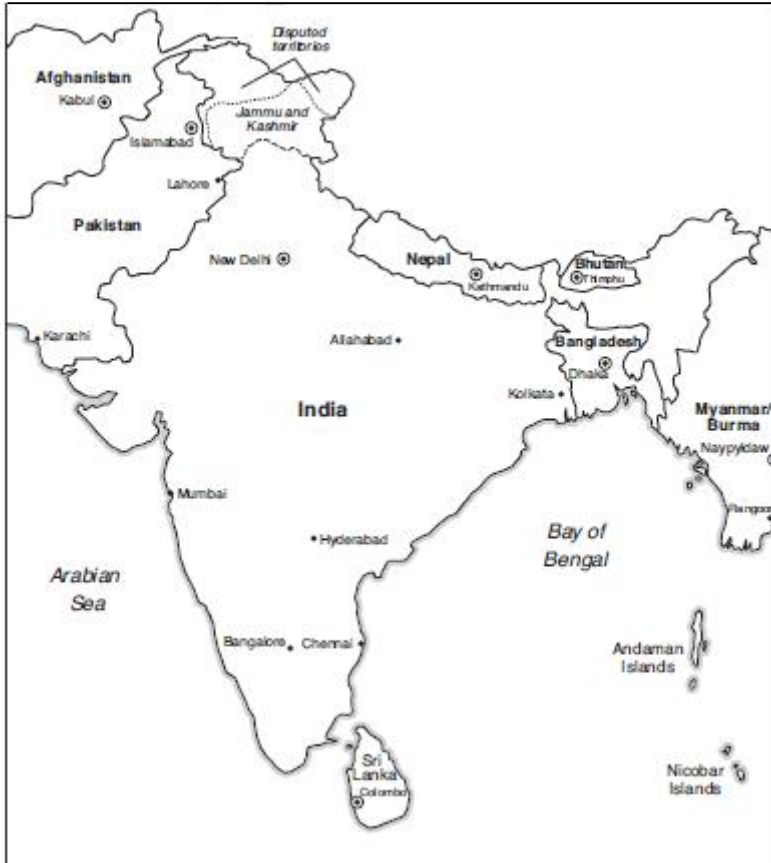 Disputed
territories
Afghanistan
Kabul
Jammu and
Kashmir
Islamabad
Lahore
Pakistan
New Delhi
Nepal
Kathmandu
Bhutan
Thimphu
Karachi
Allahabad
Bangladesh
Dhaka
Kolkata
India
Myanmar/
Burma
Naypyidaw
Mumbai
Rangoon
Hyderabad
Bay of
Bengal
Arabian
Sea
Bangalore
Chennai
Andaman
Islands
Sri
Lanka
Colombo
Nicobar
Islands